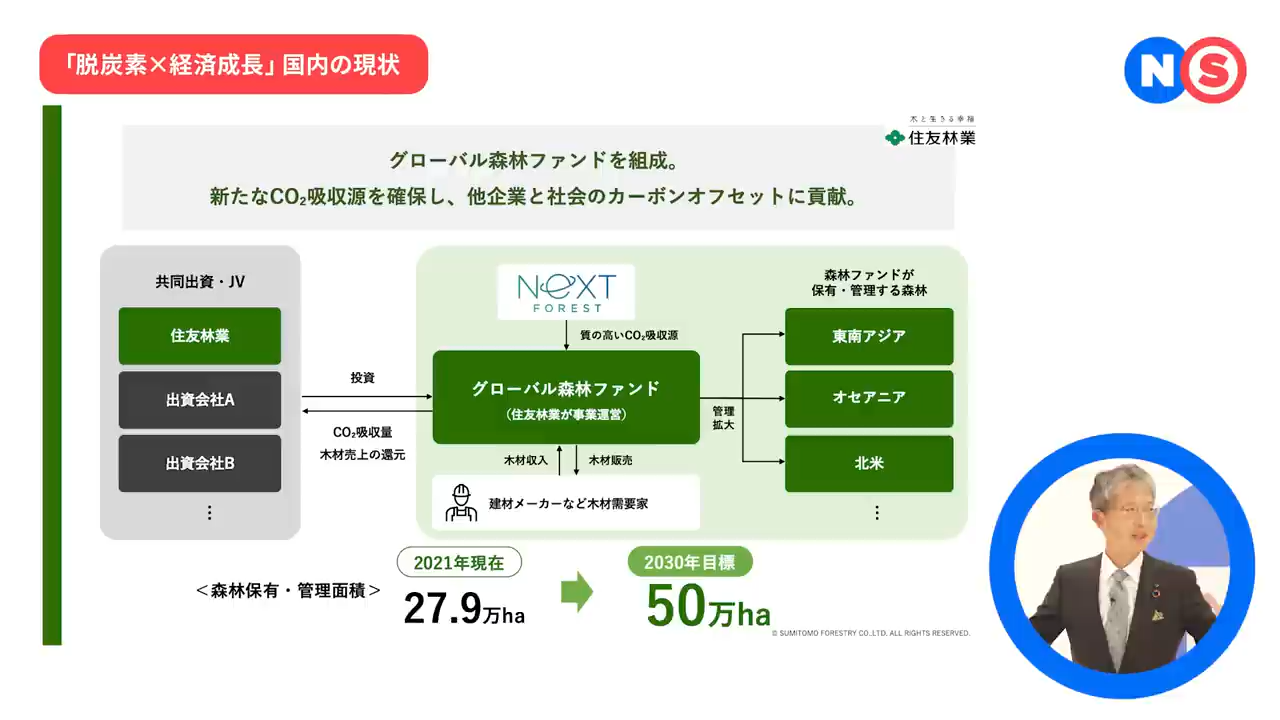 「脱炭素×経済成長」国内の現状
NS
木と生きる幸福
住友林業
グローバル森林ファンドを組成。
新たなCO₂吸収源を確保し、他企業と社会のカーボンオフセットに貢献。
共同出資・JV
住友林業
出資会社A
出資会社B
⋮
投資
CO₂吸収量
木材売上の還元
NeXT
FOREST
質の高いCO₂吸収源
グローバル森林ファンド
（住友林業が事業運営）
木材収入
木材販売
建材メーカーなど木材需要家
管理
拡大
森林ファンドが
保有・管理する森林
東南アジア
オセアニア
北米
⋮
＜森林保有・管理面積＞
2021年現在
27.9万ha
2030年目標
50万ha
© SUMITOMO FORESTRY CO.,LTD. ALL RIGHTS RESERVED.